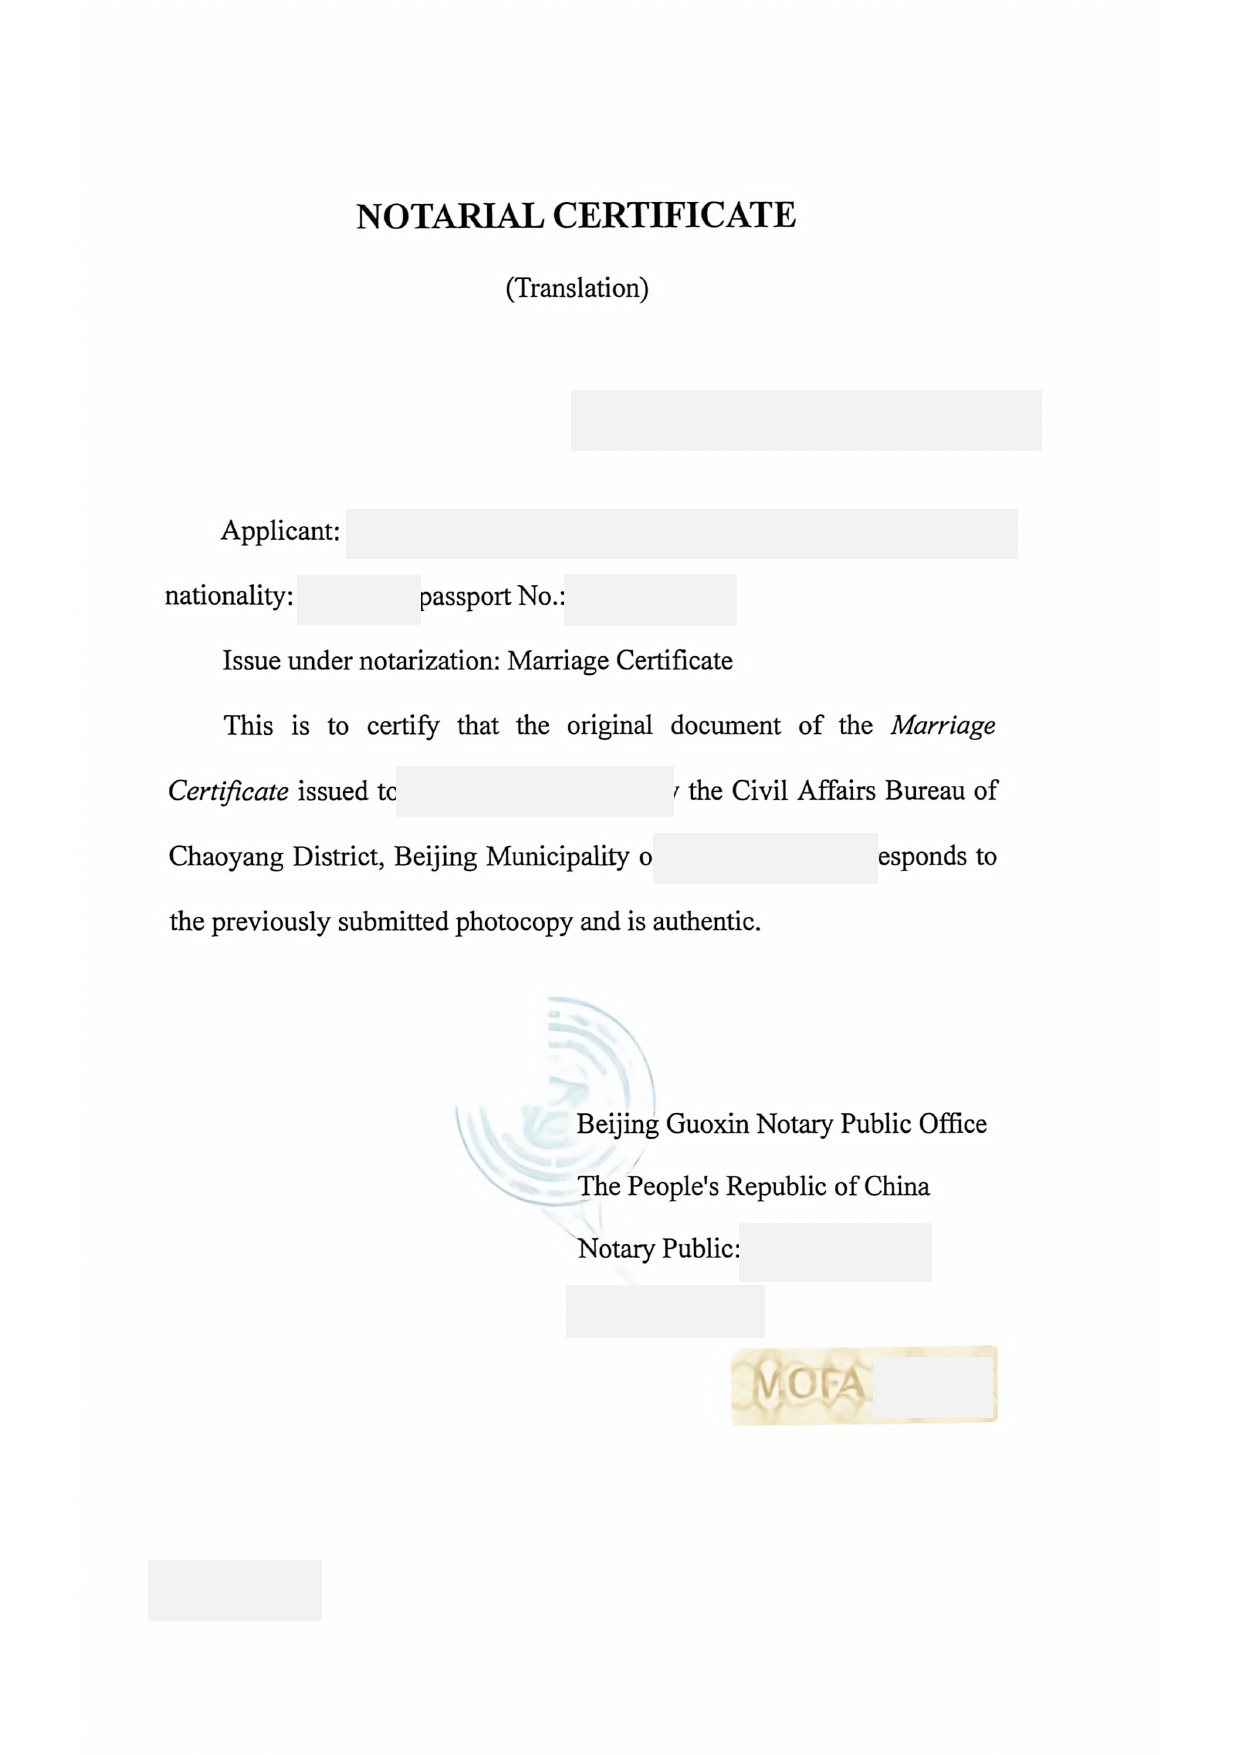 NOTARIAL CERTIFICATE
(Translation)
Applicant:
nationality: passport No.:
Issue under notarization: Marriage Certificate
This is to certify that the original document of the Marriage
Certificate issued to the Civil Affairs Bureau of
Chaoyang District, Beijing Municipality
esponds to
the previously submitted photocopy and is authentic.
Beijing Guoxin Notary Public Office
The People's Republic of China
Notary Public:
MOFA